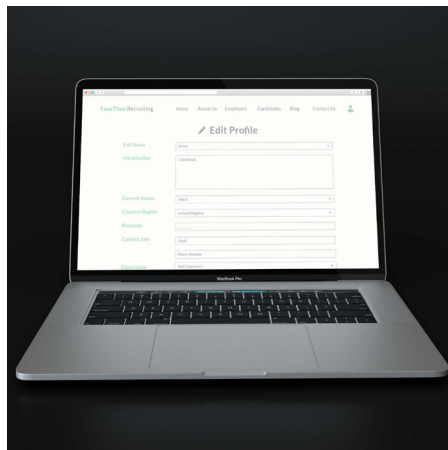 FaceTime Recruiting Home About Us Employers Candidates Blog Contact Us
Edit Profile
Full Name Select
Introduction
Current Status Select
Country/Region United Kingdom
Postcode
Contact Info Email
Phone Number
Experience Add Experience
MacBook Pro